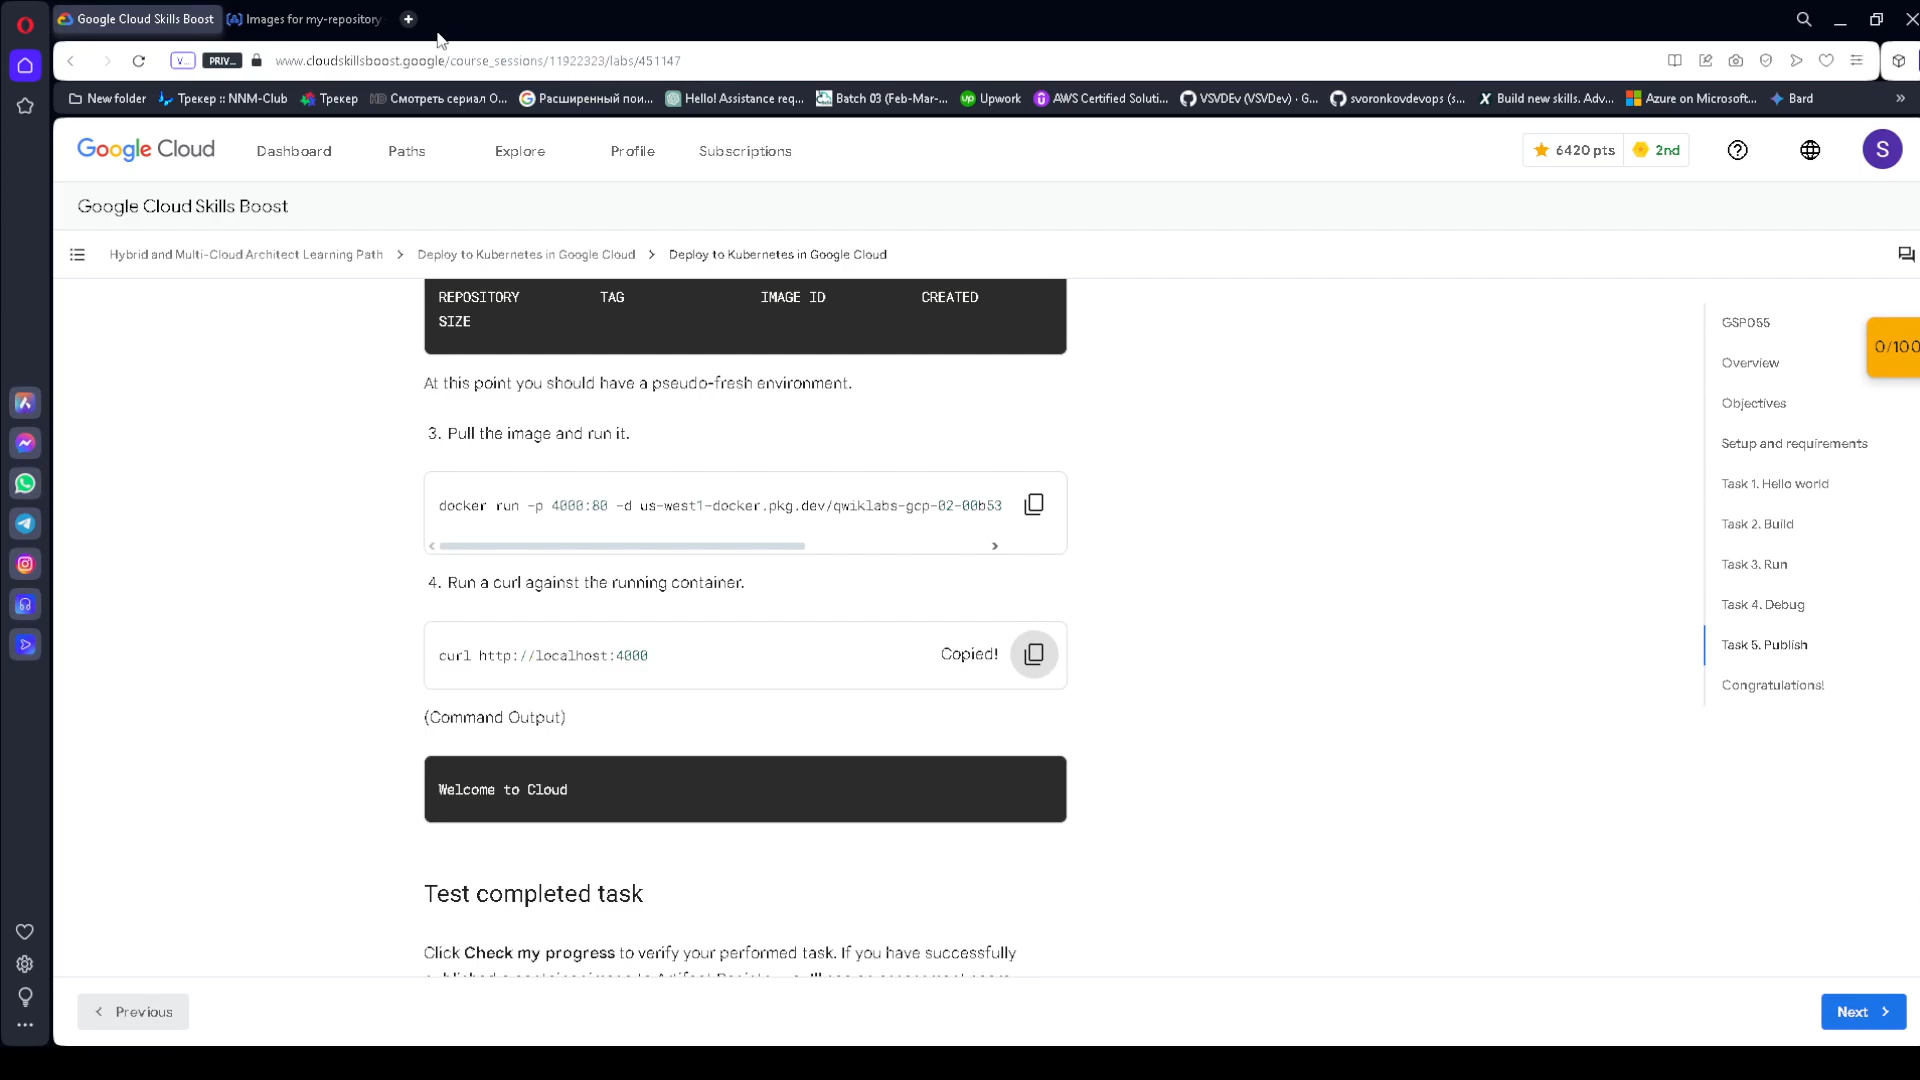 Google Cloud Skills Boost
Images for my-repository
V...
PRIV...
www.cloudskillsboost.google/course_sessions/11922323/labs/451147
New folder
Трекер :: NNM-Club
Трекер
HD Смотреть сериал О...
Расширенный пои...
Hello! Assistance req...
Batch 03 (Feb-Mar-...
Upwork
AWS Certified Soluti...
VSVDEv (VSVDev) · G...
svoronkovdevops (s...
Build new skills. Adv...
Azure on Microsoft...
Bard
Google Cloud
Dashboard
Paths
Explore
Profile
Subscriptions
6420 pts
2nd
S
Google Cloud Skills Boost
Hybrid and Multi-Cloud Architect Learning Path
Deploy to Kubernetes in Google Cloud
Deploy to Kubernetes in Google Cloud
REPOSITORY TAG IMAGE ID CREATED
SIZE
At this point you should have a pseudo-fresh environment.
3. Pull the image and run it.
docker run -p 4000:80 -d us-west1-docker.pkg.dev/qwiklabs-gcp-02-00b53
4. Run a curl against the running container.
curl http://localhost:4000
Copied!
(Command Output)
Welcome to Cloud
Test completed task
Click Check my progress to verify your performed task. If you have successfully
GSP055
Overview
Objectives
Setup and requirements
Task 1. Hello world
Task 2. Build
Task 3. Run
Task 4. Debug
Task 5. Publish
Congratulations!
0/100
Previous
Next